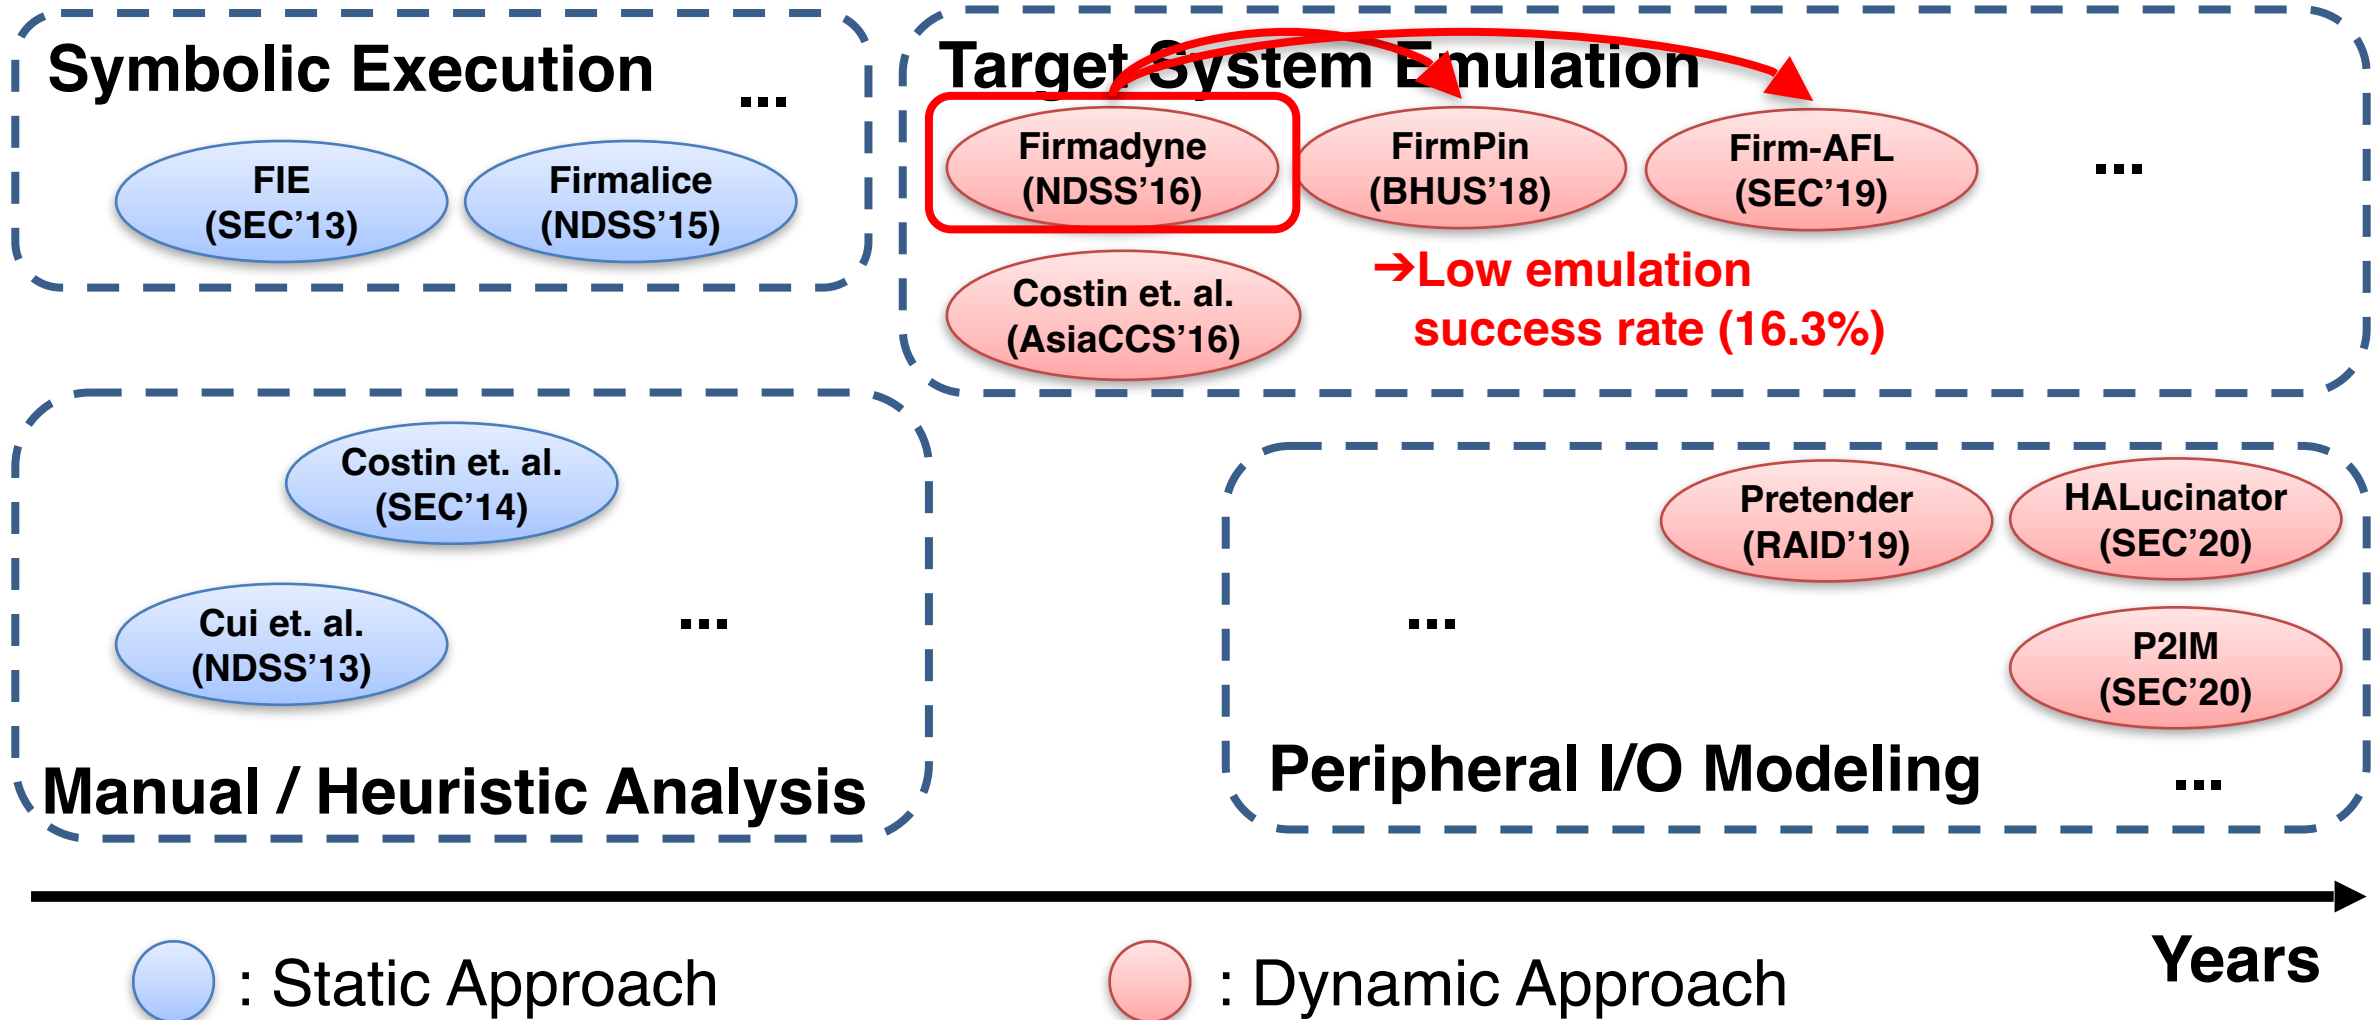 Symbolic Execution
...
FIE
(SEC’13)
Firmalice
(NDSS’15)
Target System Emulation
Firmadyne
(NDSS’16)
FirmPin
(BHUS’18)
Firm-AFL
(SEC’19)
...
Costin et. al.
(AsiaCCS’16)
➔Low emulation
success rate (16.3%)
Costin et. al.
(SEC’14)
Cui et. al.
(NDSS’13)
...
Manual / Heuristic Analysis
Pretender
(RAID’19)
HALucinator
(SEC’20)
...
P2IM
(SEC’20)
Peripheral I/O Modeling
...
Years
: Static Approach
: Dynamic Approach